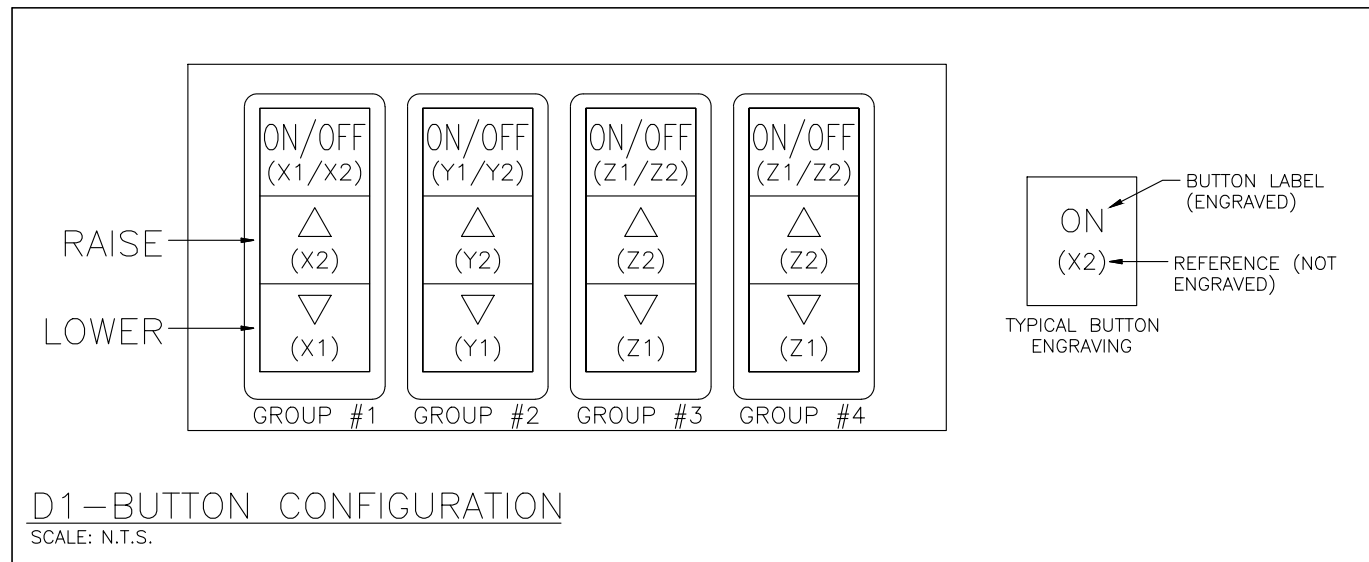 ON/OFF
(X1/X2)
ON/OFF
(Y1/Y2)
ON/OFF
(Z1/Z2)
ON/OFF
(Z1/Z2)
RAISE
(X2)
(Y2)
(Z2)
(Z2)
LOWER
(X1)
(Y1)
(Z1)
(Z1)
GROUP #1
GROUP #2
GROUP #3
GROUP #4
ON
(X2)
BUTTON LABEL
(ENGRAVED)
REFERENCE (NOT
ENGRAVED)
TYPICAL BUTTON
ENGRAVING
D1-BUTTON CONFIGURATION
SCALE: N.T.S.